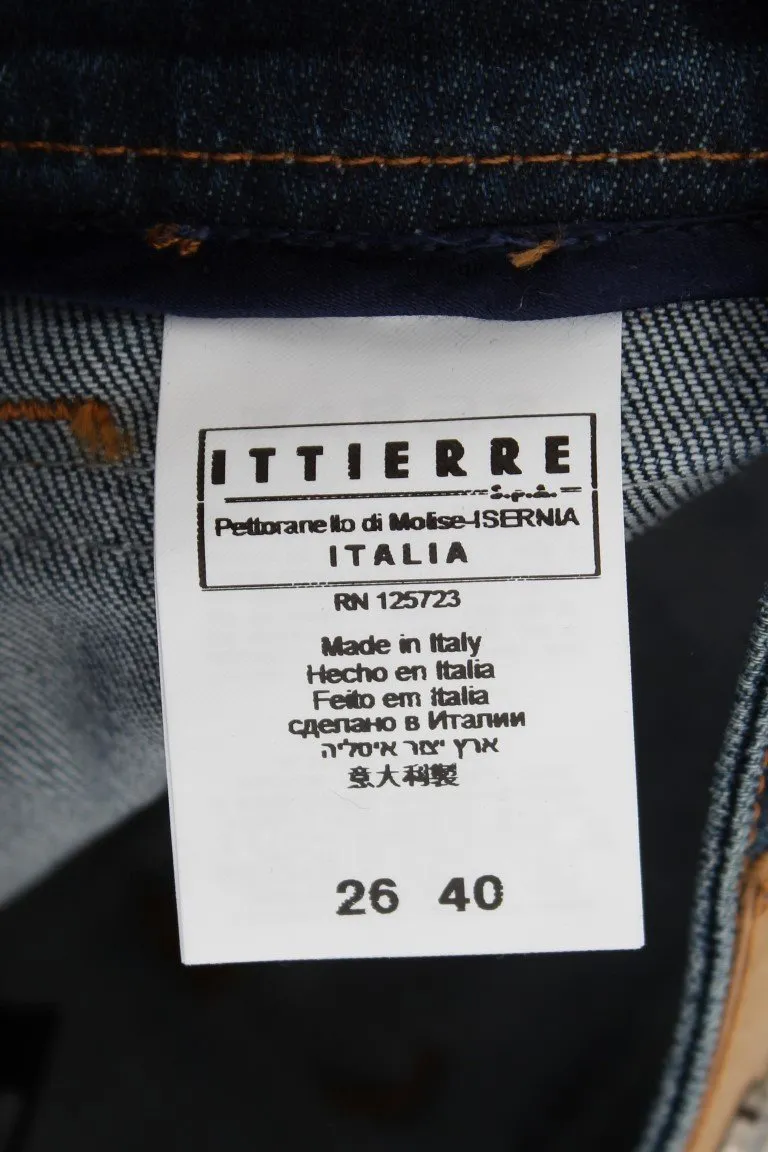 ITTIERRE
S.p.A.
Pettoranello di Molise-ISERNIA
ITALIA
RN 125723
Made in Italy
Hecho en Italia
Feito em Italia
сделано в Италии
ארץ יצור איטליה
意大利製
26 40